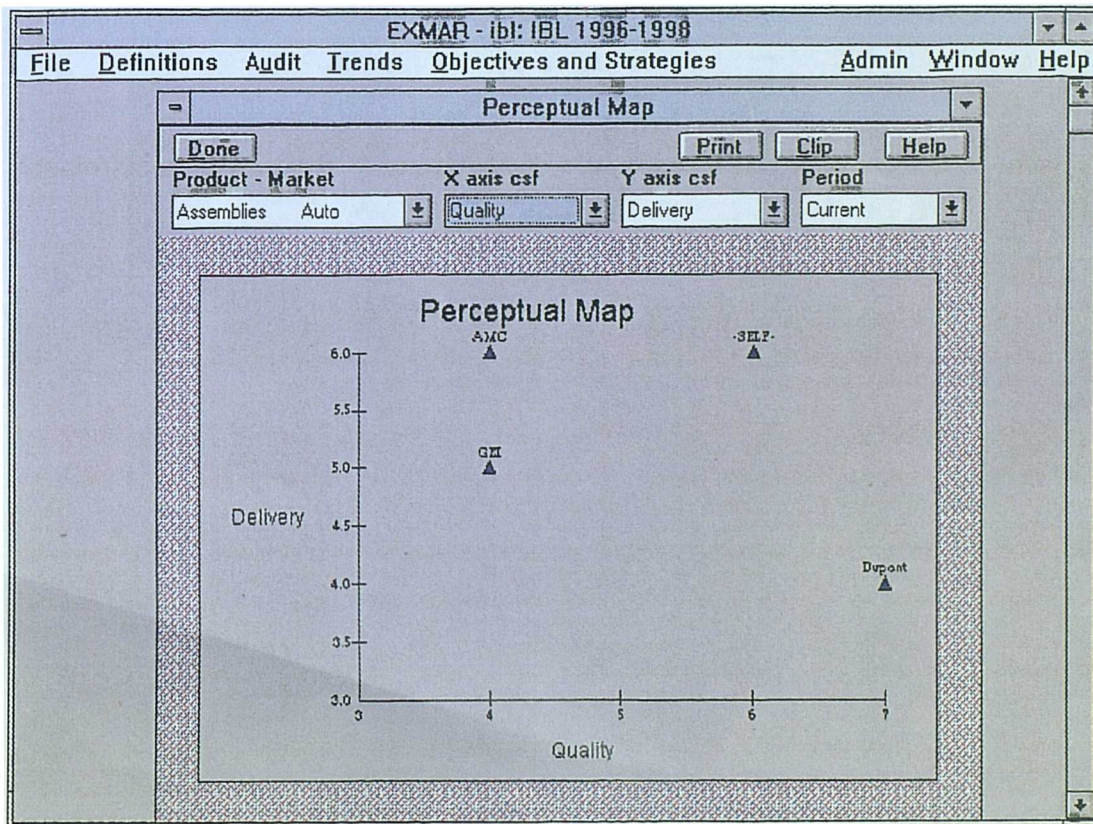 EXMAR - ibl: IBL 1996-1998
File Definitions Audit Trends Objectives and Strategies Admin Window Help
Perceptual Map
Done Print Clip Help
Product - Market X axis csf Y axis csf Period
Assemblies Auto Quality Delivery Current
Perceptual Map
AMC -SELF-
6.0
5.5
GEI
5.0
Delivery
4.5
Dupont
4.0
3.5
3.0
3 4 5 6 7
Quality